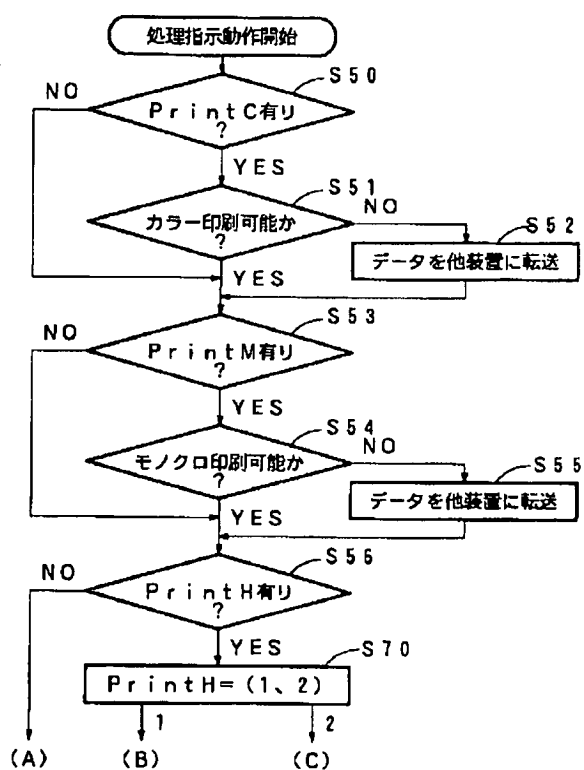 処理指示動作開始
S50
NO
PrintC有り
?
YES
S51
NO
カラー印刷可能か
?
S52
データを他装置に転送
YES
S53
NO
PrintM有り
?
YES
S54
NO
モノクロ印刷可能か
?
S55
データを他装置に転送
YES
S56
NO
PrintH有り
?
YES
S70
PrintH=(1、2)
1
2
(A)
(B)
(C)